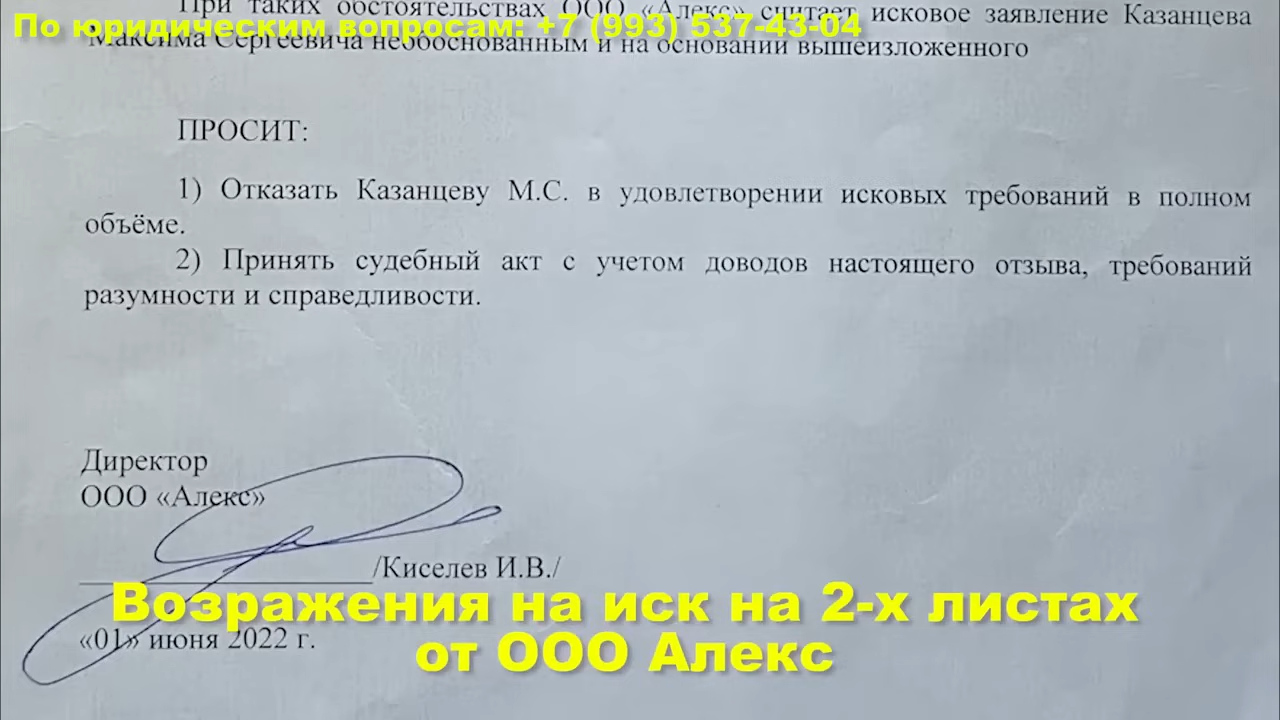 При таких обстоятельствах ООО «Алекс» считает исковое заявление Казанцева
По юридическим вопросам: +7 (993) 537-43-04
Максима Сергеевича необоснованным и на основании вышеизложенного
ПРОСИТ:
1) Отказать Казанцеву М.С. в удовлетворении исковых требований в полном
объёме.
2) Принять судебный акт с учетом доводов настоящего отзыва, требований
разумности и справедливости.
Директор
ООО «Алекс»
/Киселев И.В./
Возражения на иск на 2-х листах
«01» июня 2022 г.
от ООО Алекс